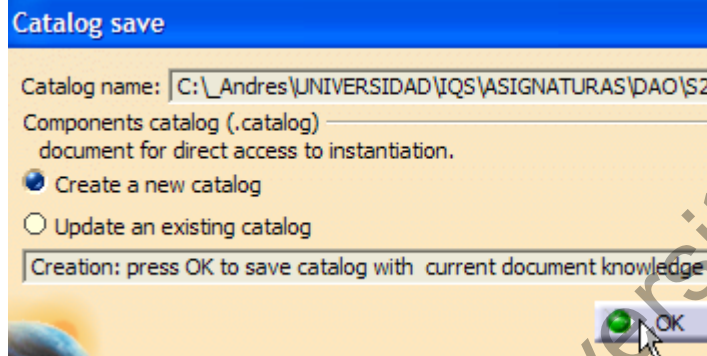 Catalog save
Catalog name: C:\_Andres\UNIVERSIDAD\IQS\ASIGNATURAS\DAO\S2
Components catalog (.catalog)
document for direct access to instantiation.
Create a new catalog
Update an existing catalog
Creation: press OK to save catalog with current document knowledge
OK